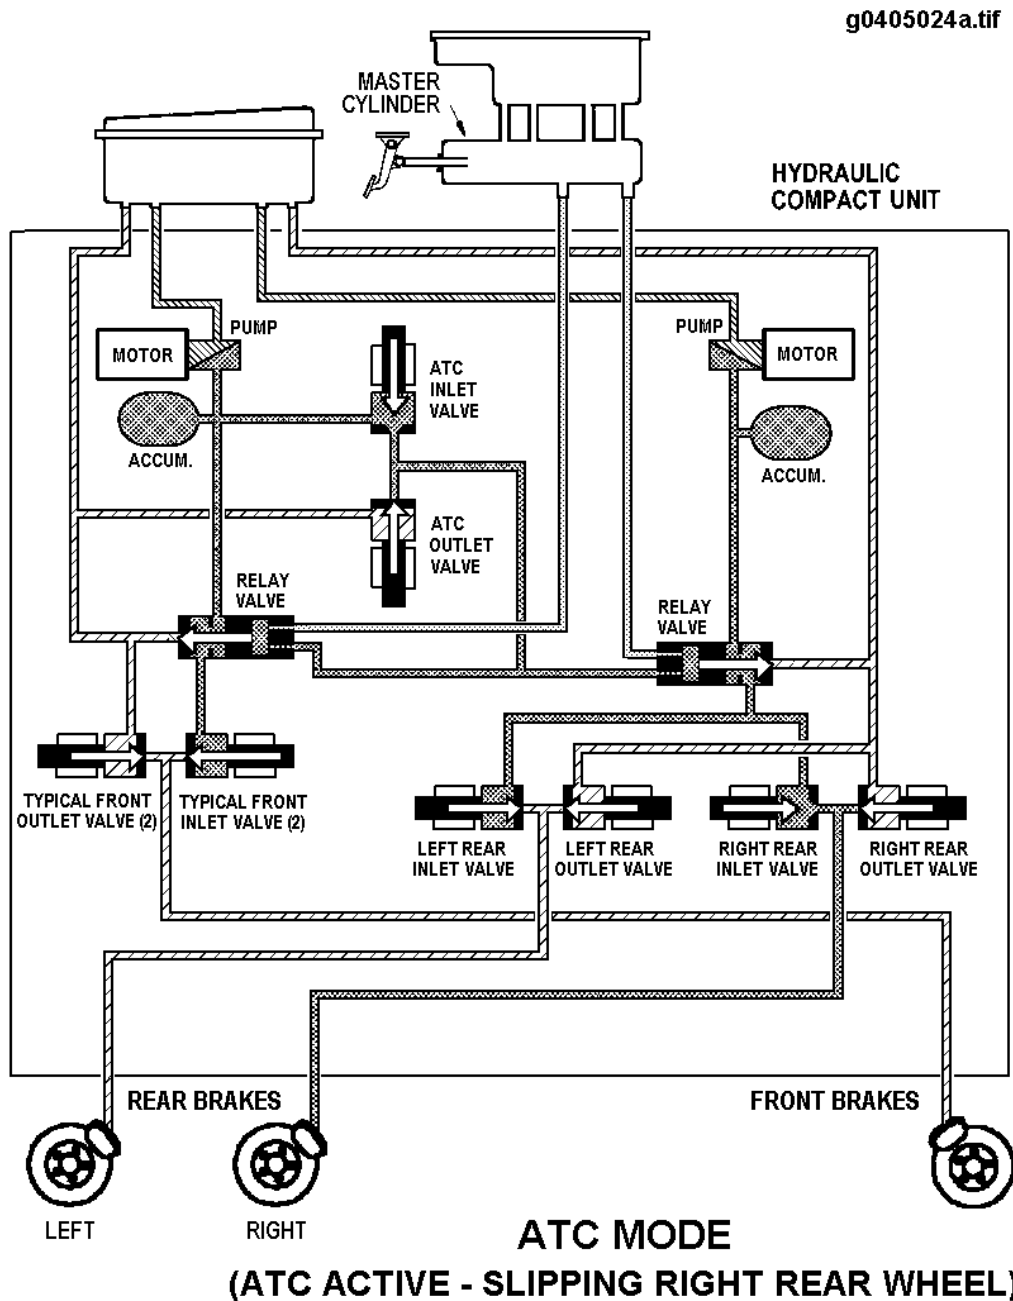 g0405024a.tif
MASTER
CYLINDER
HYDRAULIC
COMPACT UNIT
PUMP
MOTOR
ATC
INLET
VALVE
PUMP
MOTOR
ACCUM.
ACCUM.
ATC
OUTLET
VALVE
RELAY
VALVE
RELAY
VALVE
TYPICAL FRONT
OUTLET VALVE (2)
TYPICAL FRONT
INLET VALVE (2)
LEFT REAR
INLET VALVE
LEFT REAR
OUTLET VALVE
RIGHT REAR
INLET VALVE
RIGHT REAR
OUTLET VALVE
REAR BRAKES
FRONT BRAKES
LEFT
RIGHT
ATC MODE
(ATC ACTIVE - SLIPPING RIGHT REAR WHEEL)